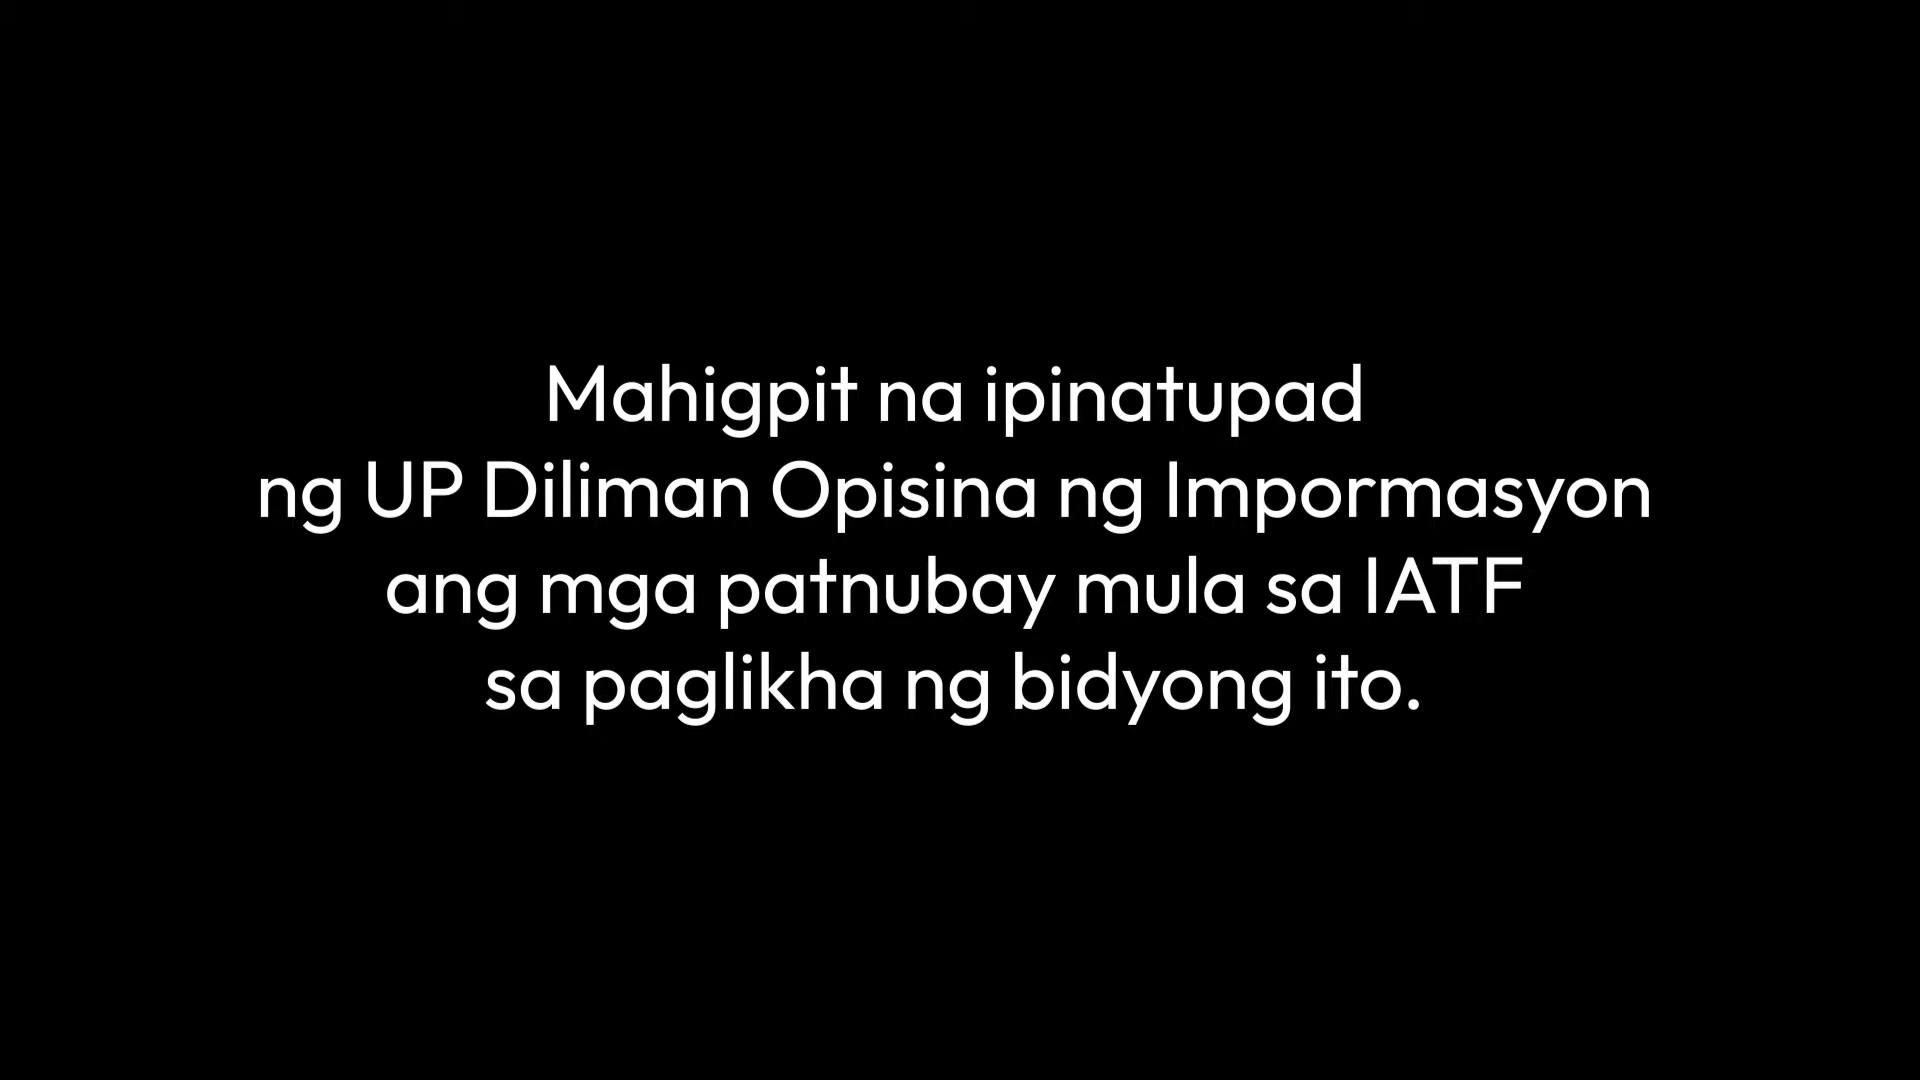 Mahigpit na ipinatupad
ng UP Diliman Opisina ng Impormasyon
ang mga patnubay mula sa IATF
sa paglikha ng bidyong ito.